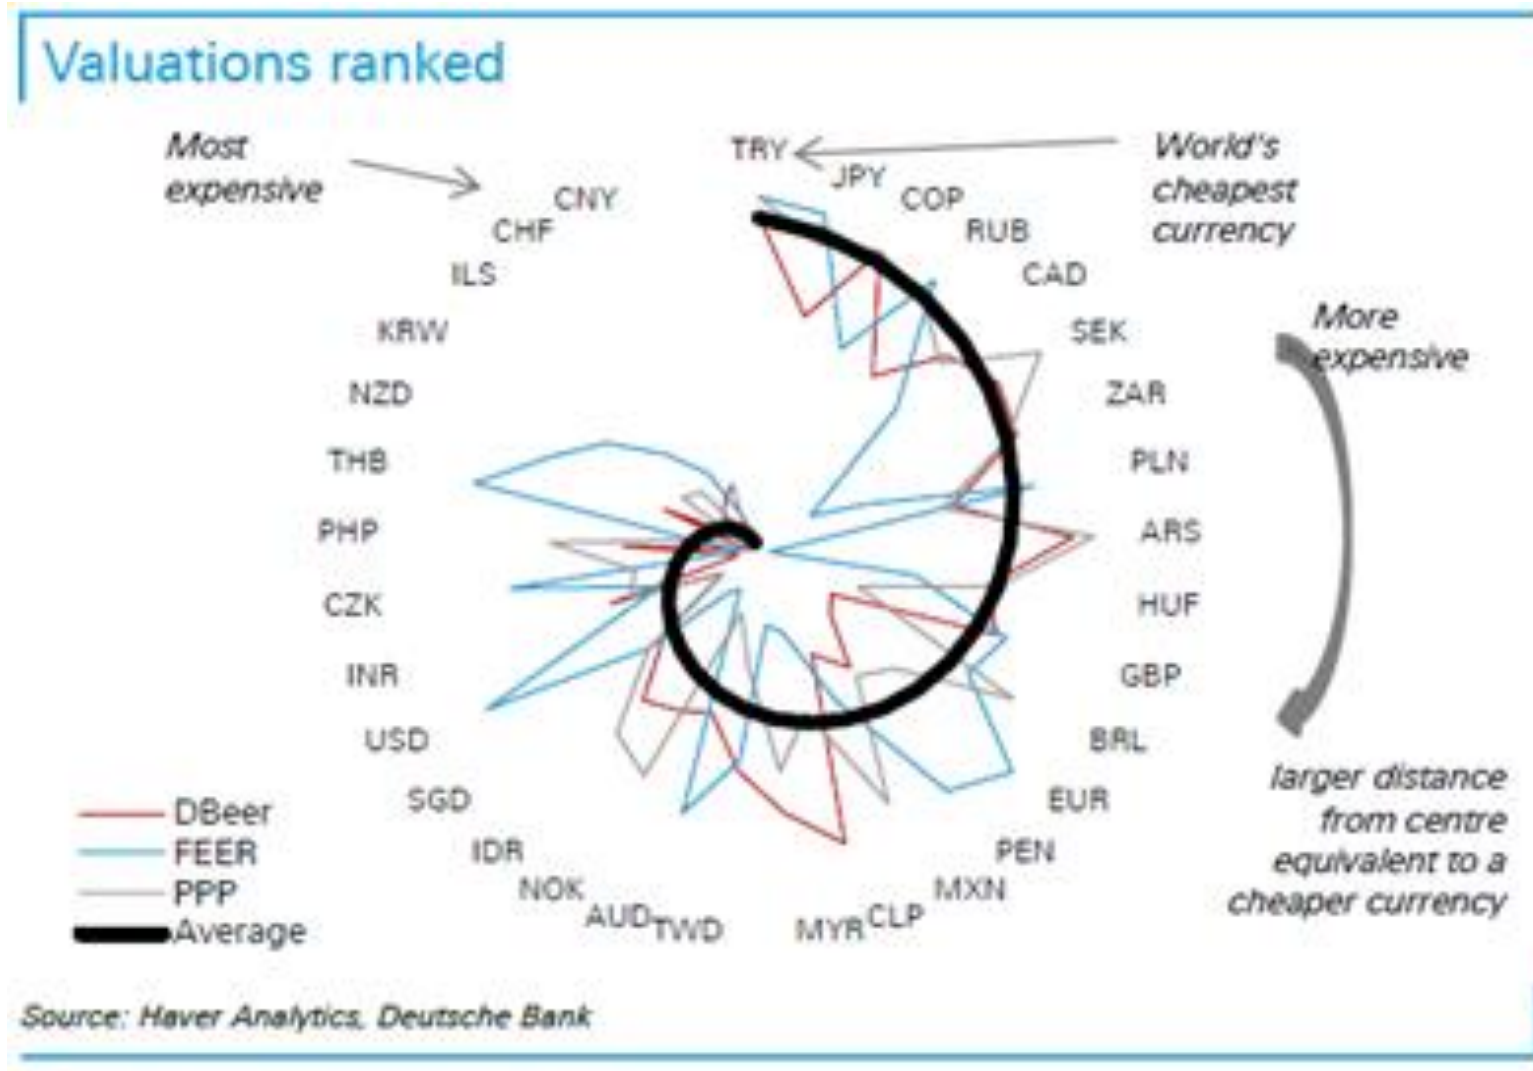 Valuations ranked
Most
expensive
World's
cheapest
currency
TRY
JPY
COP
RUB
CAD
SEK
ZAR
PLN
ARS
HUF
GBP
BRL
EUR
PEN
MXN
CLP
MYR
TWD
AUD
NOK
IDR
SGD
USD
INR
CZK
PHP
THB
NZD
KRW
ILS
CHF
CNY
More
expensive
larger distance
from centre
equivalent to a
cheaper currency
DBeer
FEER
PPP
Average
Source: Haver Analytics, Deutsche Bank